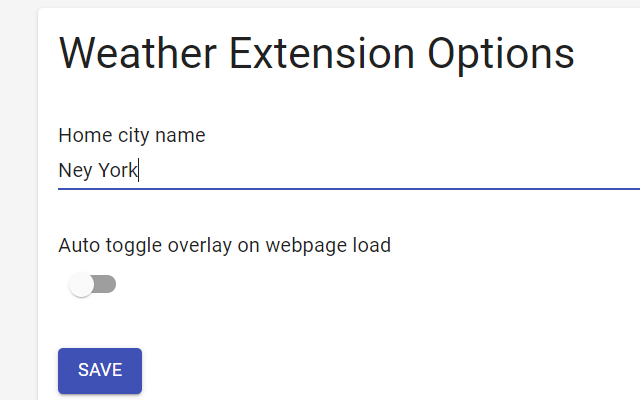 Weather Extension Options
Home city name
Ney York
Auto toggle overlay on webpage load
SAVE